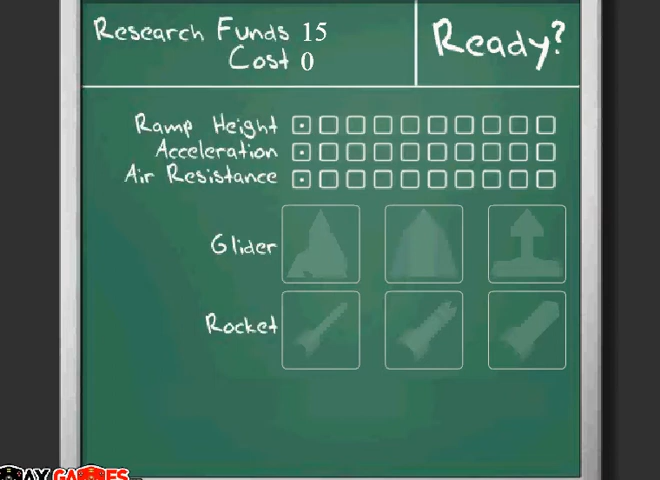 Research Funds 15
Cost 0
Ready?
Ramp Height
Acceleration
Air Resistance
Glider
Rocket